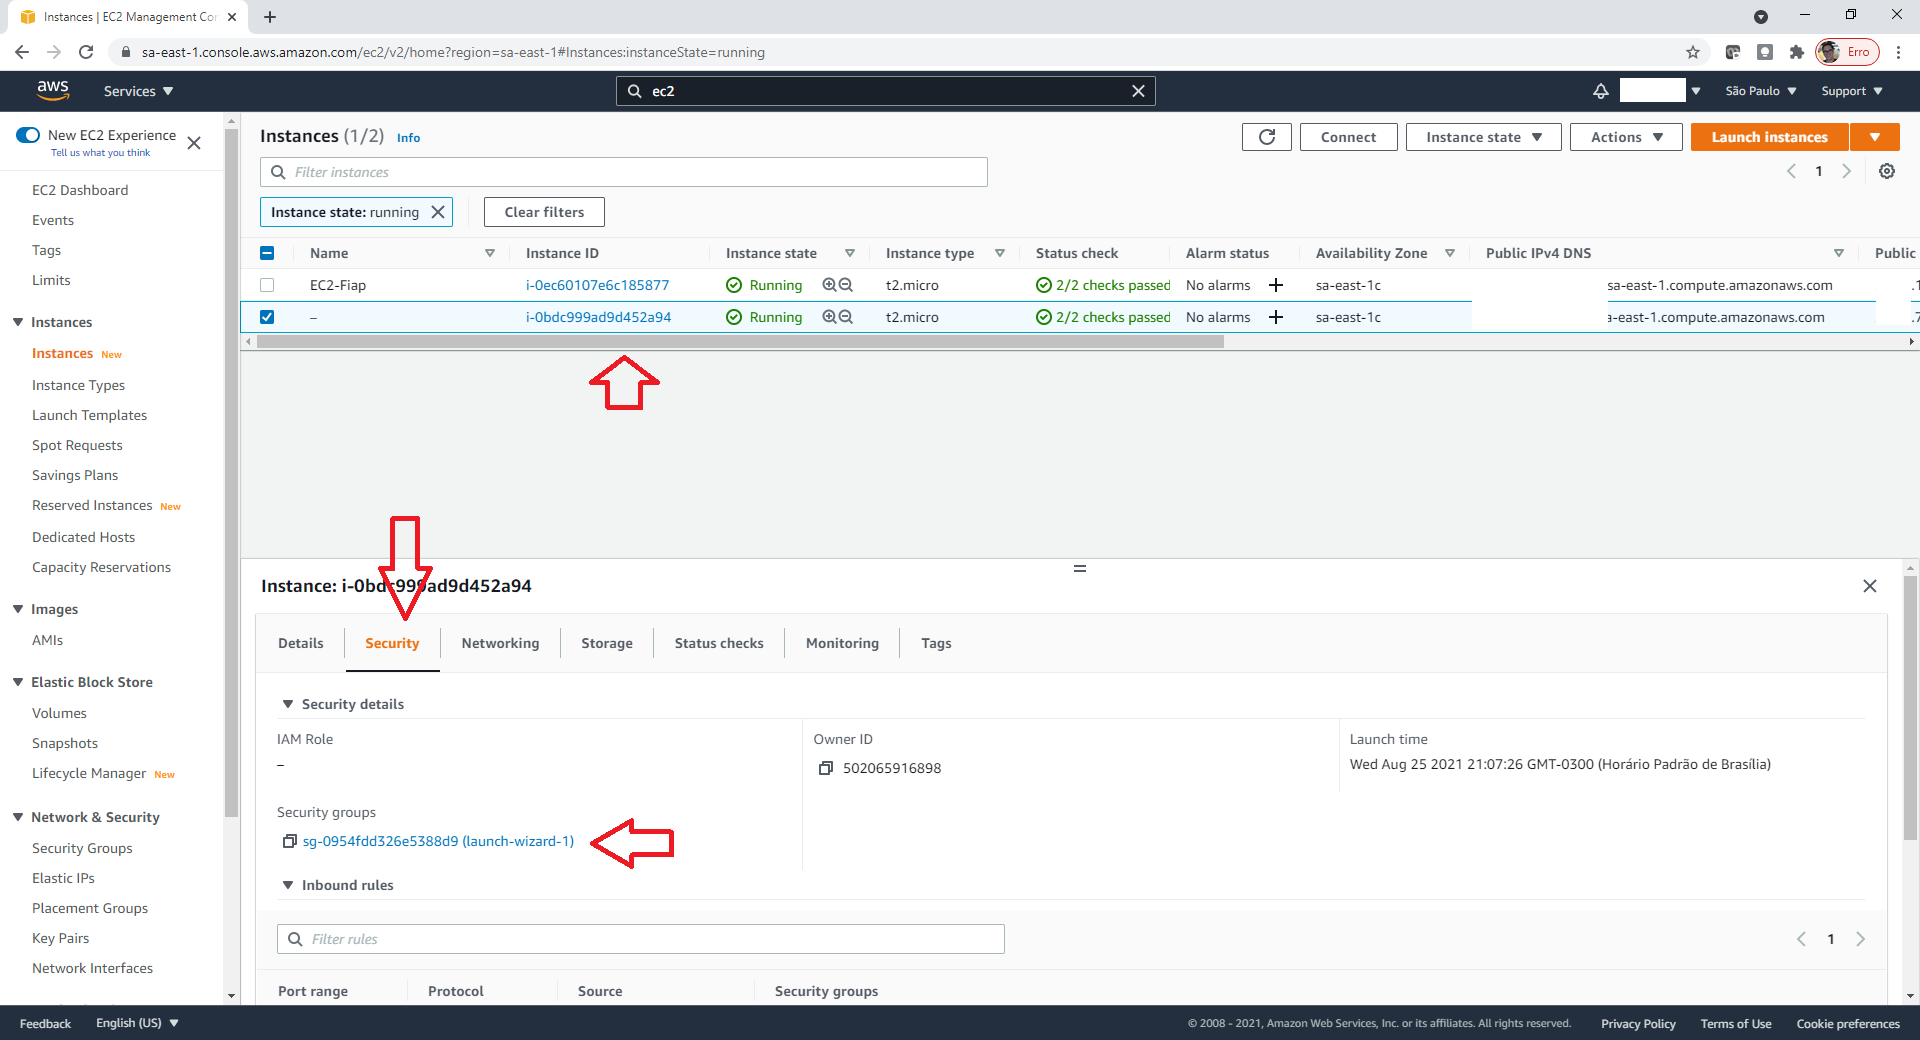 Instances | EC2 Management Cor
sa-east-1.console.aws.amazon.com/ec2/v2/home?region=sa-east-1#Instances:instanceState=running
Erro
aws Services ec2 São Paulo Support
New EC2 Experience
Tell us what you think
EC2 Dashboard
Events
Tags
Limits
Instances
Instances New
Instance Types
Launch Templates
Spot Requests
Savings Plans
Reserved Instances New
Dedicated Hosts
Capacity Reservations
Images
AMIs
Elastic Block Store
Volumes
Snapshots
Lifecycle Manager New
Network & Security
Security Groups
Elastic IPs
Placement Groups
Key Pairs
Network Interfaces
Instances (1/2) Info
Connect Instance state Actions Launch instances
Filter instances
1
Instance state: running Clear filters
Name Instance ID Instance state Instance type Status check Alarm status Availability Zone Public IPv4 DNS Public
EC2-Fiap i-0ec60107e6c185877 Running t2.micro 2/2 checks passed No alarms sa-east-1c sa-east-1.compute.amazonaws.com .1
– i-0bdc999ad9d452a94 Running t2.micro 2/2 checks passed No alarms sa-east-1c a-east-1.compute.amazonaws.com .7
Instance: i-0bdc999ad9d452a94
Details Security Networking Storage Status checks Monitoring Tags
Security details
IAM Role
–
Owner ID
502065916898
Launch time
Wed Aug 25 2021 21:07:26 GMT-0300 (Horário Padrão de Brasília)
Security groups
sg-0954fdd326e5388d9 (launch-wizard-1)
Inbound rules
Filter rules
1
Port range Protocol Source Security groups
Feedback English (US) © 2008 - 2021, Amazon Web Services, Inc. or its affiliates. All rights reserved. Privacy Policy Terms of Use Cookie preferences